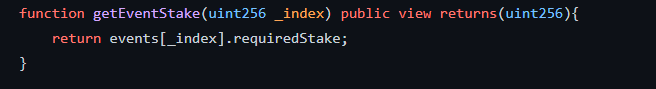 function getEventStake(uint256 _index) public view returns(uint256){
    return events[_index].requiredStake;
}